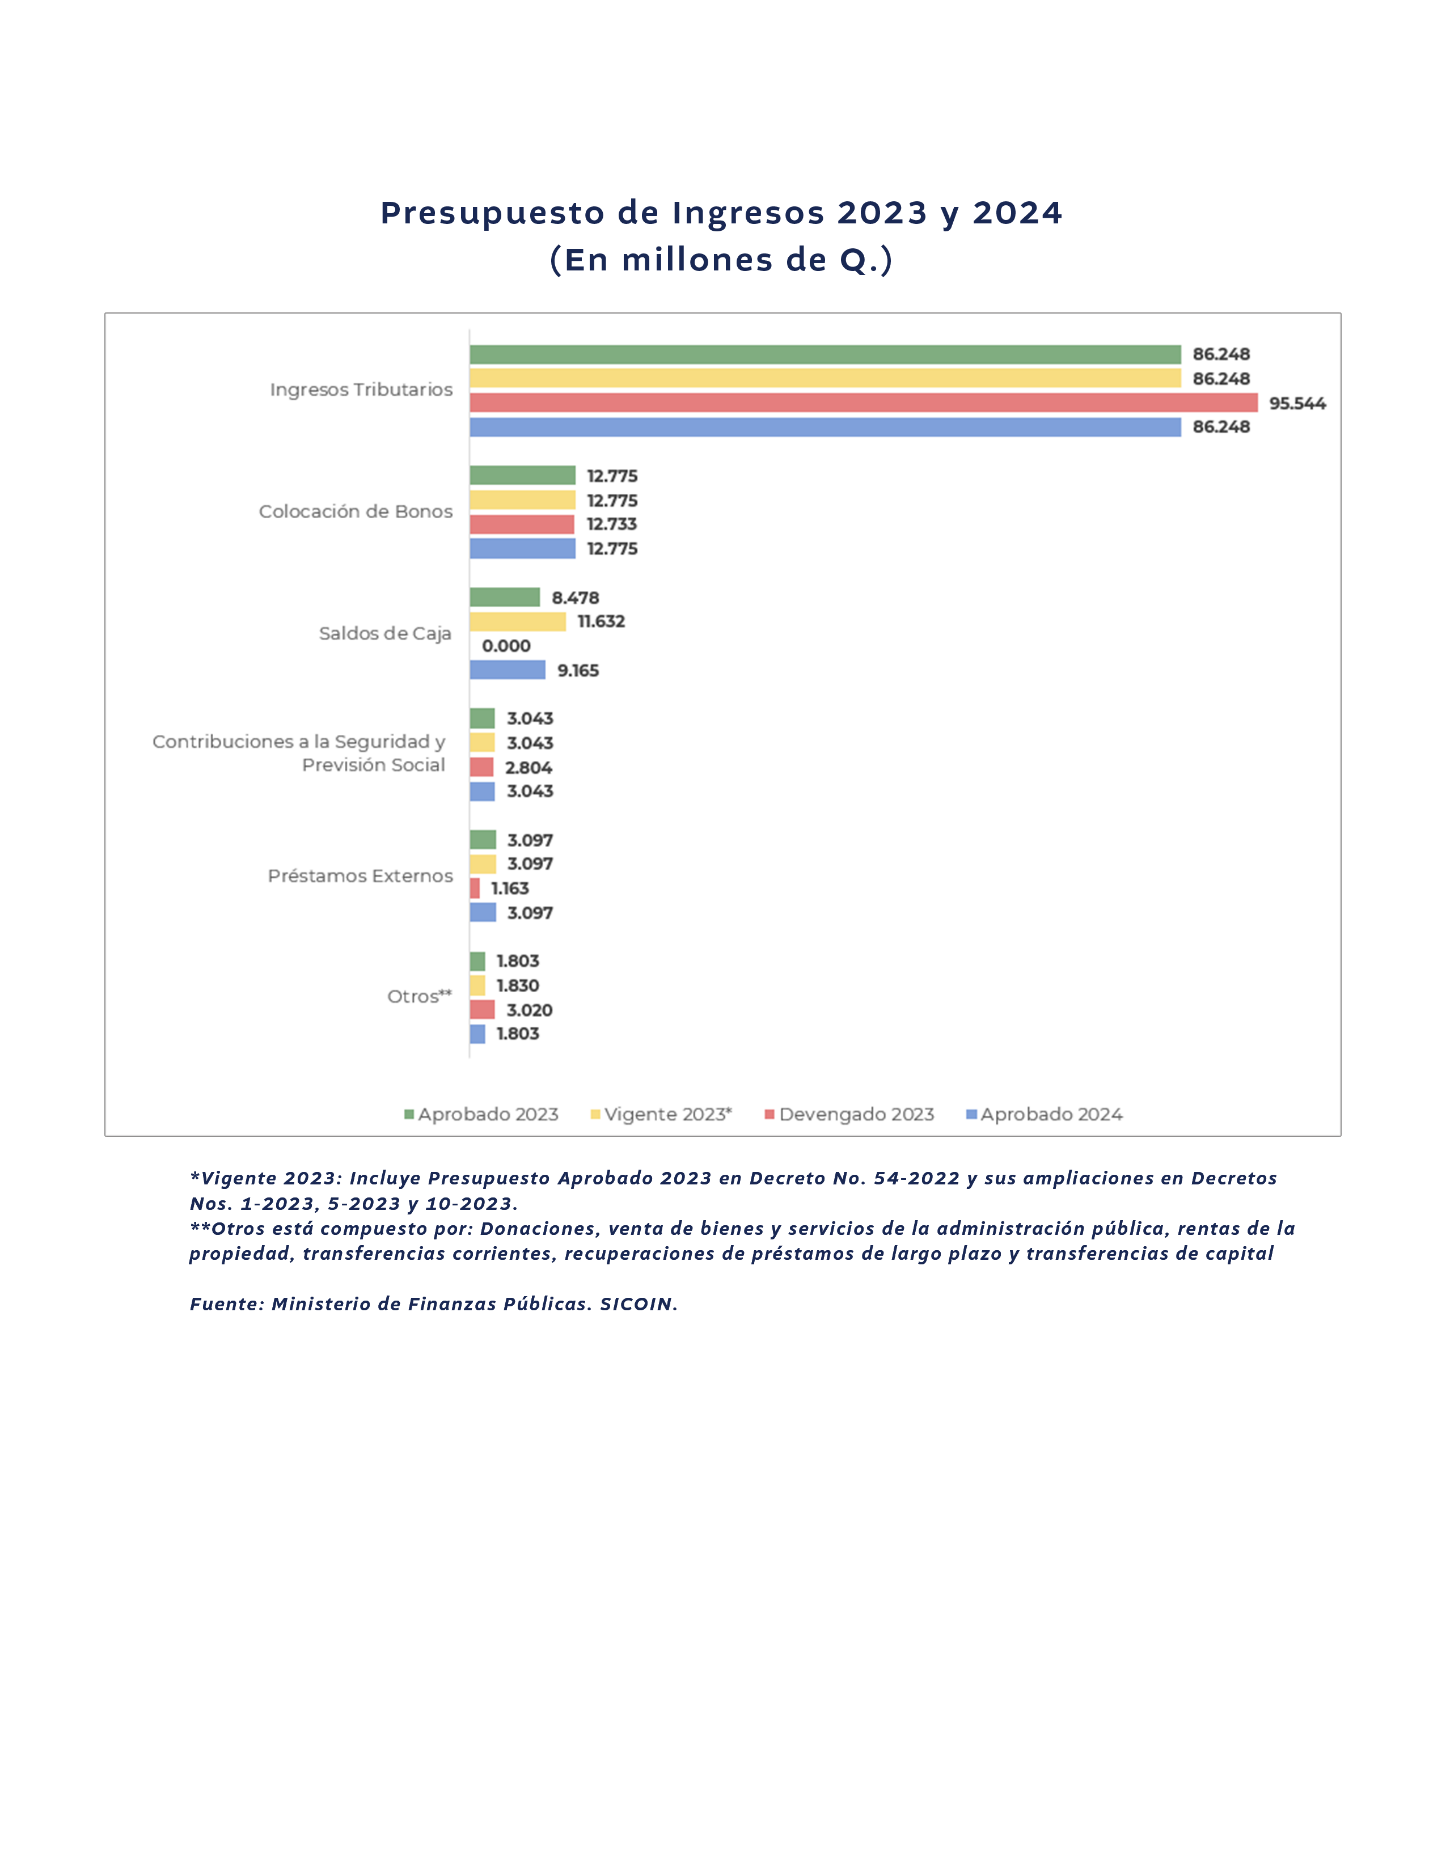 Presupuesto de Ingresos 2023 y 2024
(En millones de Q.)
Ingresos Tributarios
86.248
86.248
95.544
86.248
Colocación de Bonos
12.775
12.775
12.733
12.775
Saldos de Caja
8.478
11.632
0.000
9.165
Contribuciones a la Seguridad y
Previsión Social
3.043
3.043
2.804
3.043
Préstamos Externos
3.097
3.097
1.163
3.097
Otros**
1.803
1.830
3.020
1.803
Aprobado 2023 Vigente 2023* Devengado 2023 Aprobado 2024
*Vigente 2023: Incluye Presupuesto Aprobado 2023 en Decreto No. 54-2022 y sus ampliaciones en Decretos
Nos. 1-2023, 5-2023 y 10-2023.
**Otros está compuesto por: Donaciones, venta de bienes y servicios de la administración pública, rentas de la
propiedad, transferencias corrientes, recuperaciones de préstamos de largo plazo y transferencias de capital
Fuente: Ministerio de Finanzas Públicas. SICOIN.